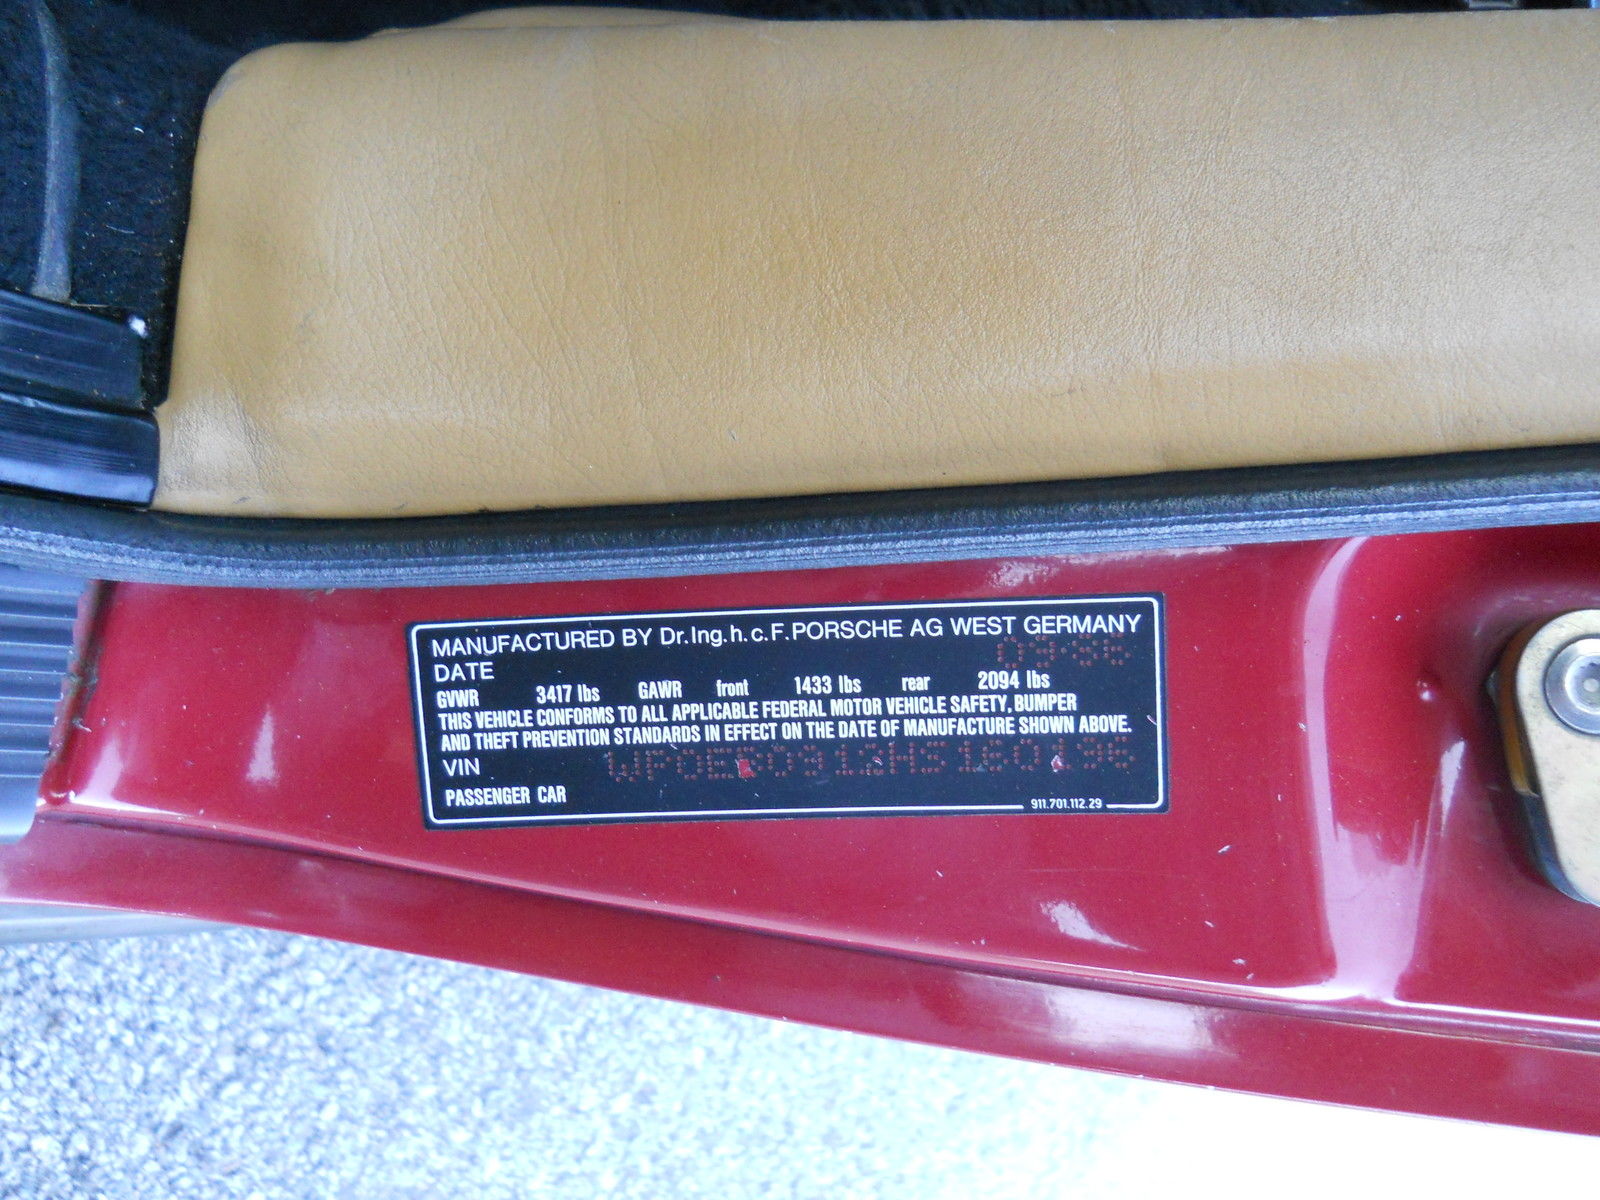 MANUFACTURED BY Dr.Ing.h.c.F.PORSCHE AG WEST GERMANY
DATE 09·86
GVWR 3417 lbs GAWR front 1433 lbs rear 2094 lbs
THIS VEHICLE CONFORMS TO ALL APPLICABLE FEDERAL MOTOR VEHICLE SAFETY, BUMPER
AND THEFT PREVENTION STANDARDS IN EFFECT ON THE DATE OF MANUFACTURE SHOWN ABOVE.
VIN
PASSENGER CAR
911.701.112.29